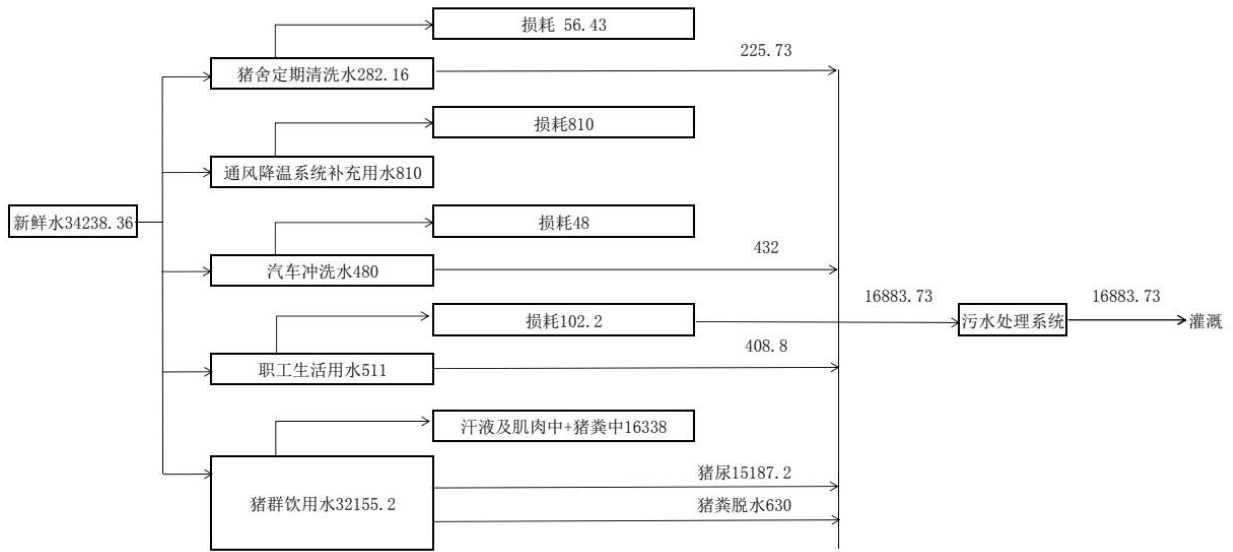 损耗 56.43
225.73
猪舍定期清洗水282.16
损耗810
通风降温系统补充用水810
新鲜水34238.36
损耗48
432
汽车冲洗水480
16883.73
16883.73
损耗102.2
污水处理系统
灌溉
408.8
职工生活用水511
汗液及肌肉中+猪粪中16338
猪尿15187.2
猪群饮用水32155.2
猪粪脱水630